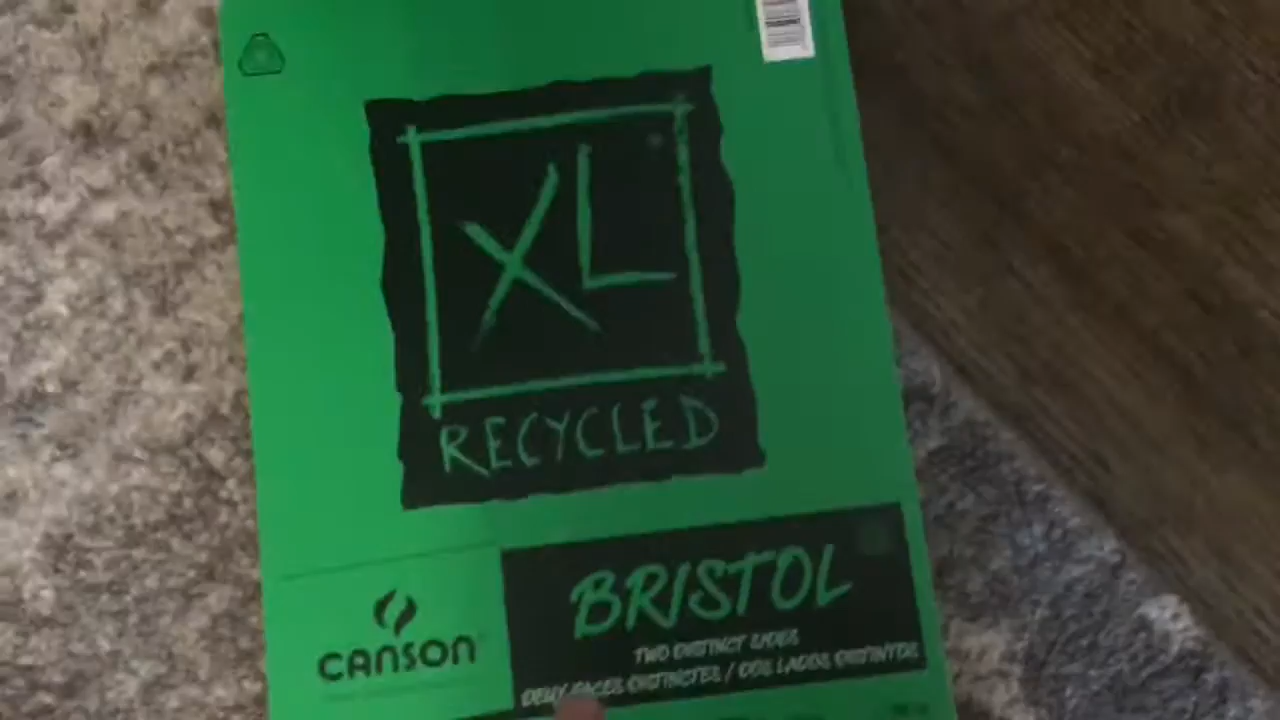 XL
RECYCLED
CANSON
BRISTOL
TWO DISTINCT SIDES
DEUX FACES DISTINCTES / DOS LADOS DISTINTOS